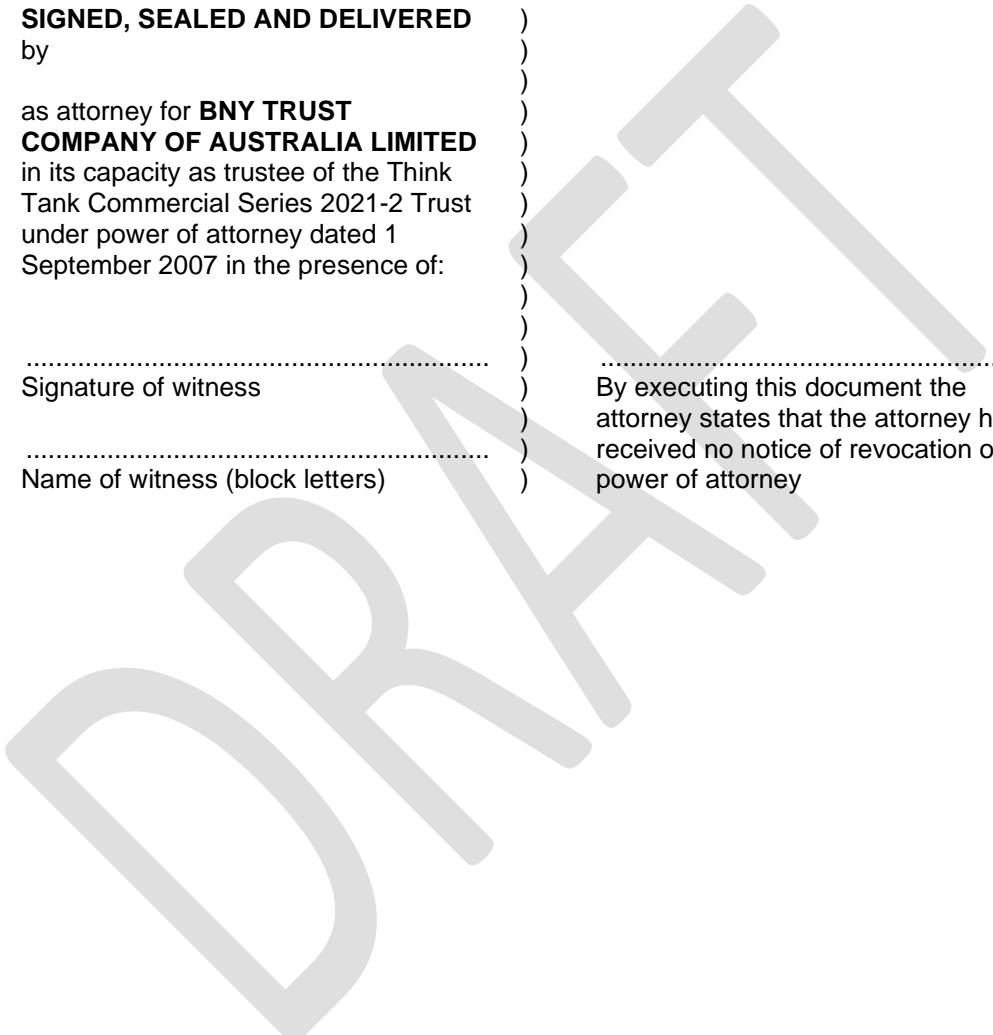 SIGNED, SEALED AND DELIVERED )
by )
)
as attorney for BNY TRUST )
COMPANY OF AUSTRALIA LIMITED )
in its capacity as trustee of the Think )
Tank Commercial Series 2021-2 Trust )
under power of attorney dated 1 )
September 2007 in the presence of: )
)
)
............................................................... ) .....................................................
Signature of witness ) By executing this document the
) attorney states that the attorney h
............................................................... ) received no notice of revocation o
Name of witness (block letters) ) power of attorney
DRAFT